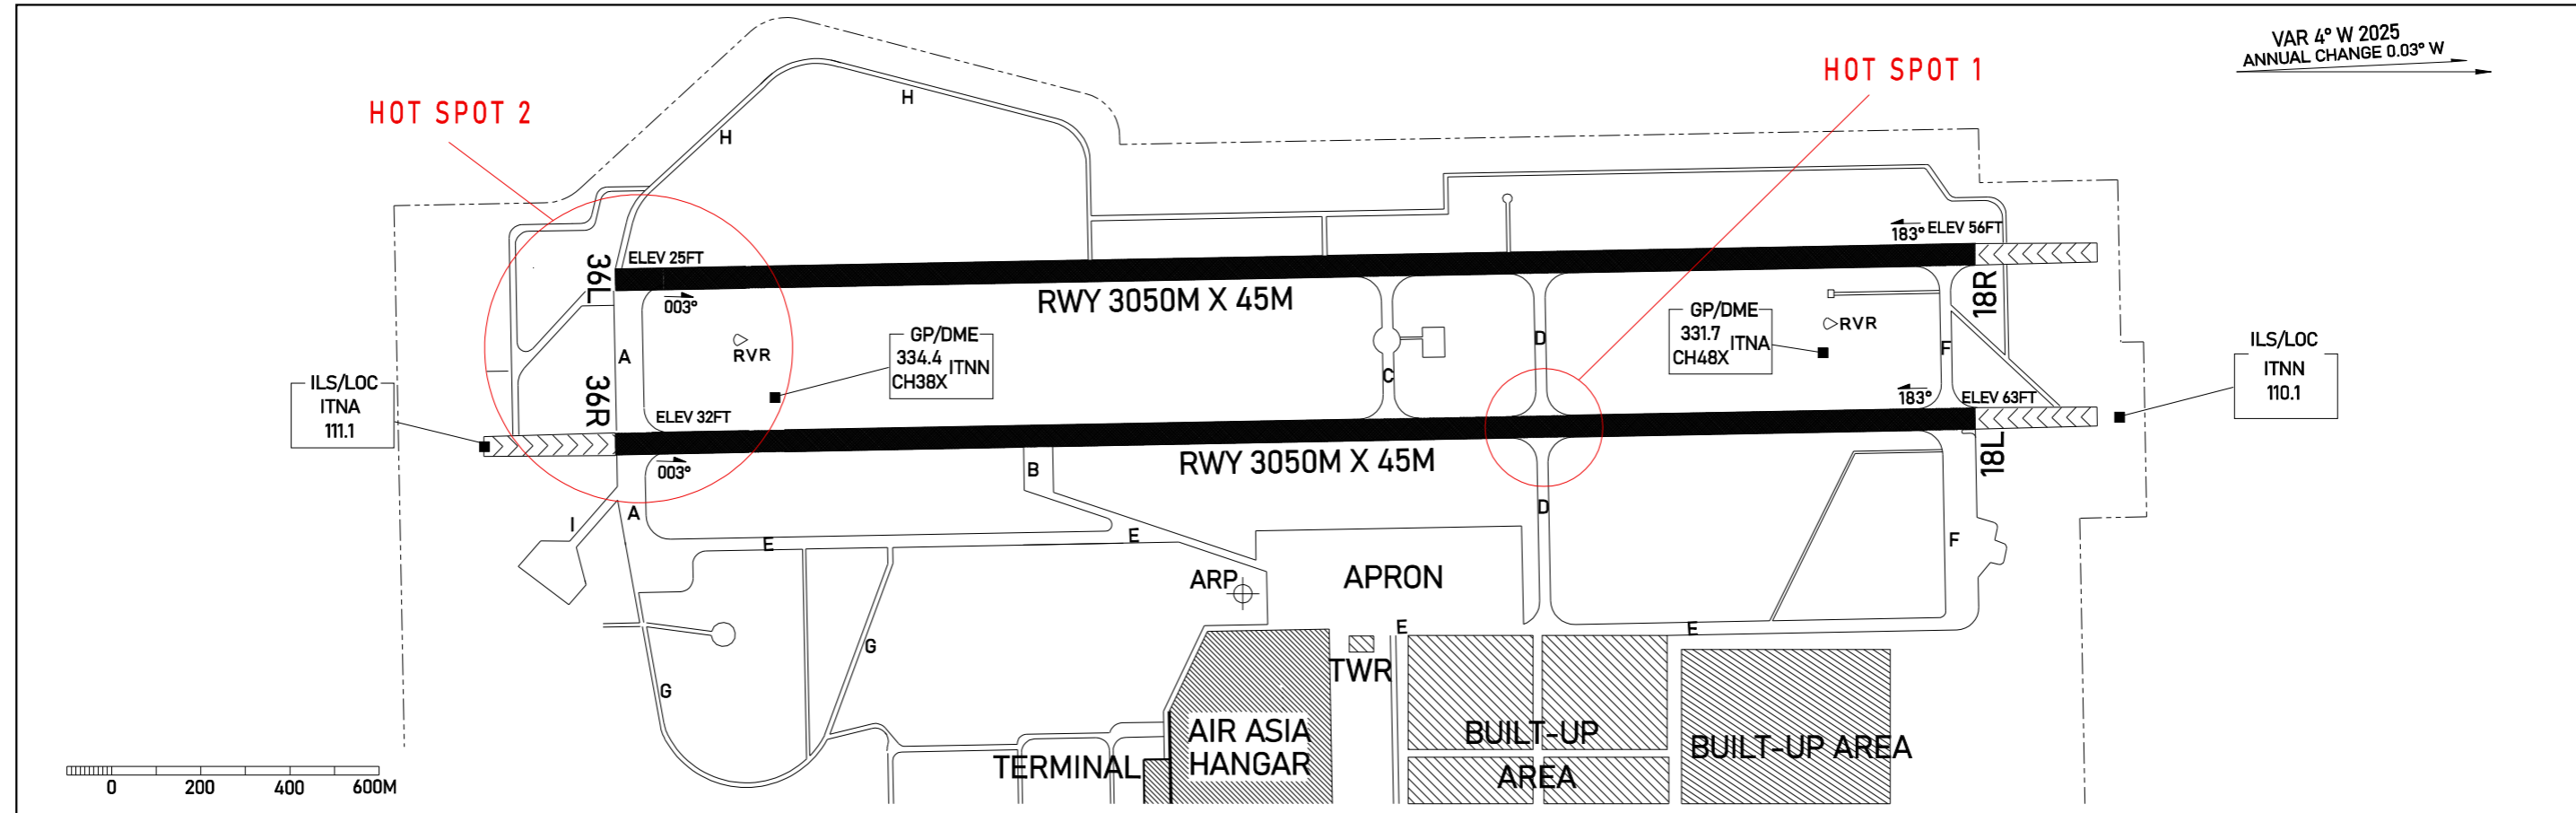 VAR 4° W 2025
ANNUAL CHANGE 0.03° W
HOT SPOT 1
HOT SPOT 2
H
H
183°
ELEV 56FT
36L
ELEV 25FT
003°
RWY 3050M X 45M
18R
RVR
A
GP/DME
334.4
CH38X
ITNN
D
C
GP/DME
331.7
CH48X
ITNA
RVR
F
ILS/LOC
ITNN
110.1
ILS/LOC
ITNA
111.1
36R
ELEV 32FT
003°
183°
ELEV 63FT
18L
RWY 3050M X 45M
B
I
A
E
E
D
F
ARP
APRON
E
E
G
G
TWR
AIR ASIA
HANGAR
TERMINAL
BUILT-UP
AREA
BUILT-UP AREA
0
200
400
600M